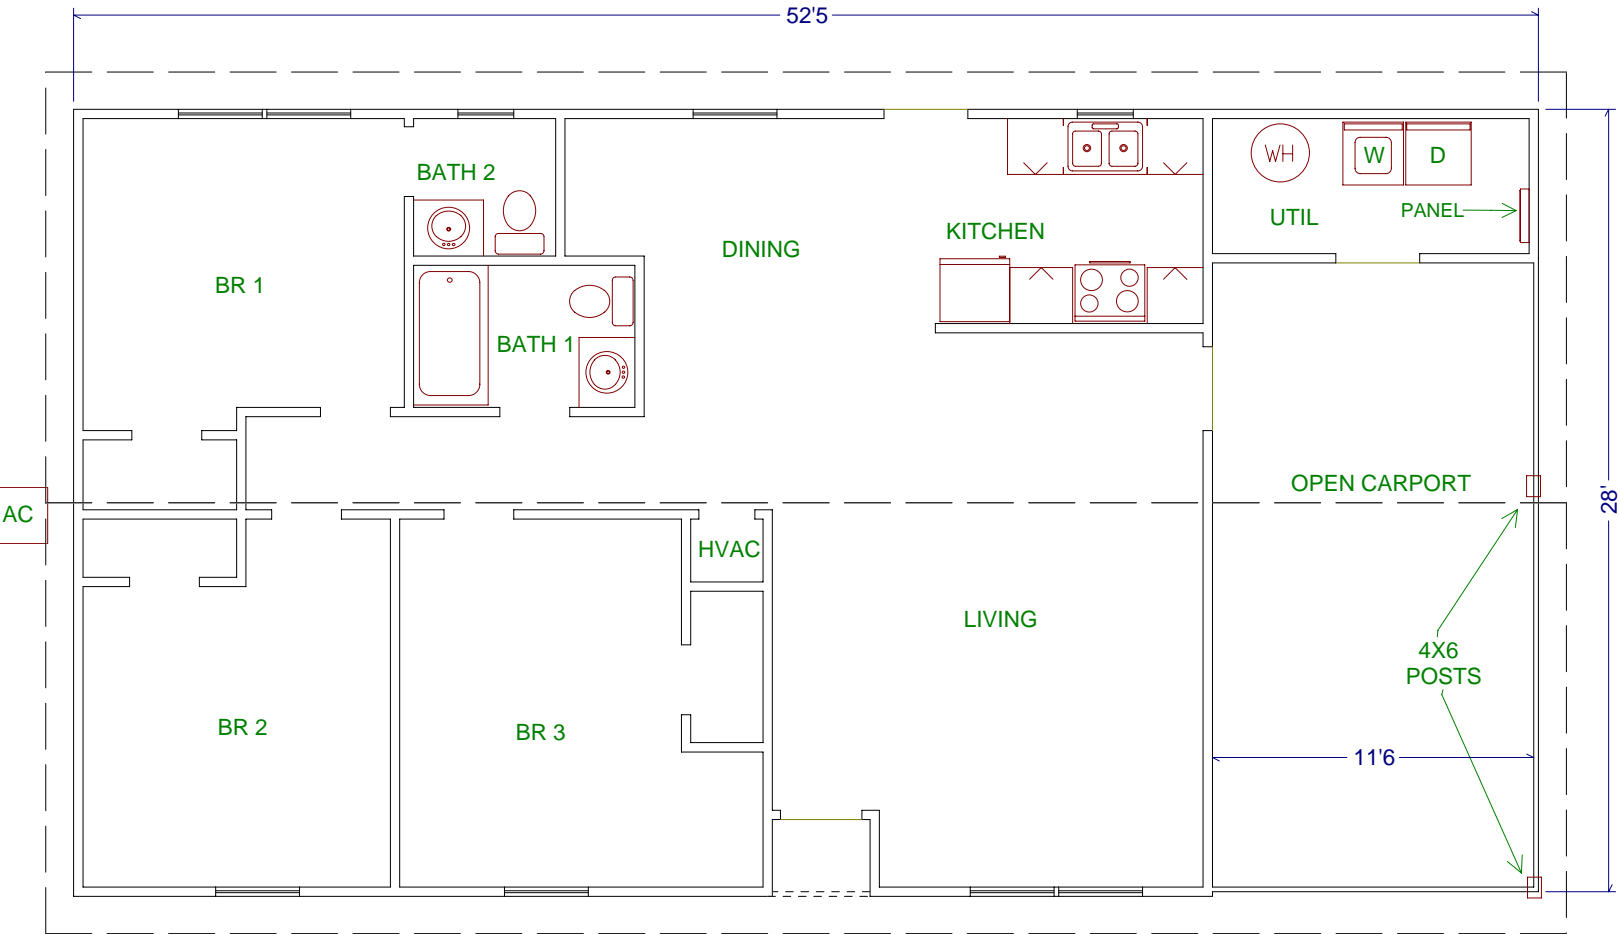 52'5
BATH 2
WH
W
D
PANEL
UTIL
KITCHEN
DINING
BR 1
BATH 1
OPEN CARPORT
28'
AC
HVAC
LIVING
4X6
POSTS
BR 2
BR 3
11'6